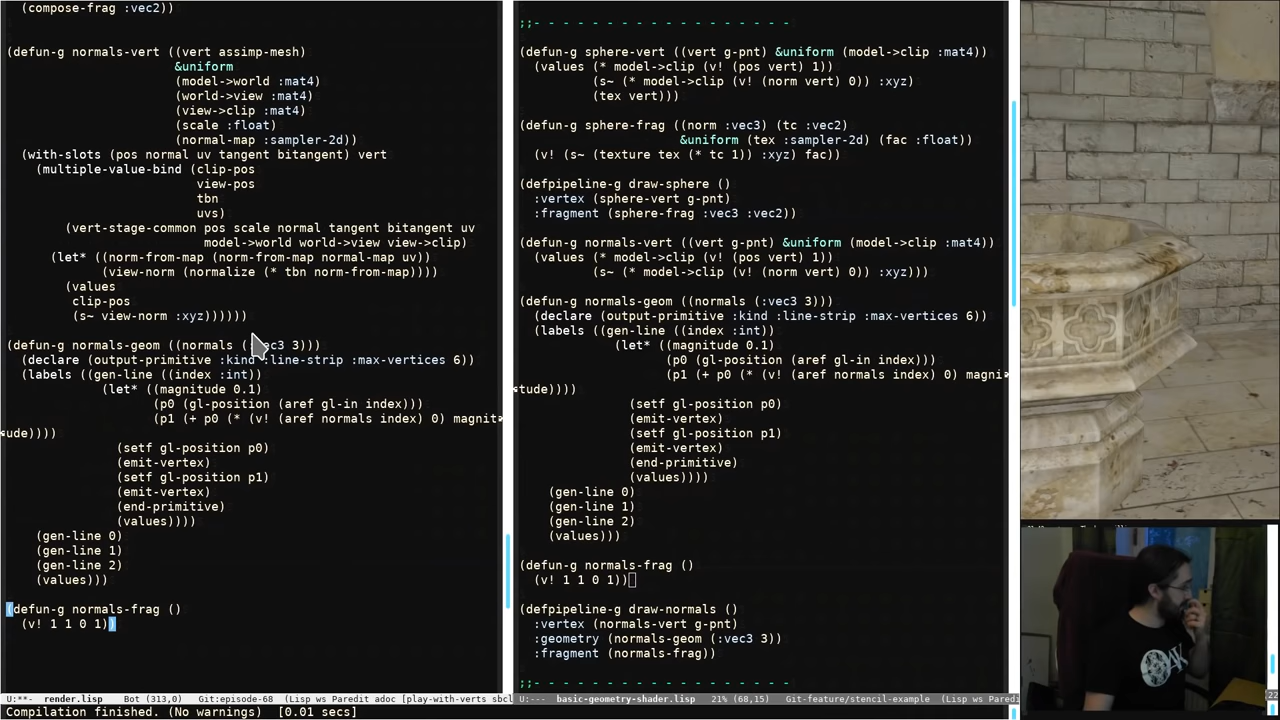 (compose-frag :vec2))
(defun-g normals-vert ((vert assimp-mesh)
&uniform
(model->world :mat4)
(world->view :mat4)
(view->clip :mat4)
(scale :float)
(normal-map :sampler-2d))
(with-slots (pos normal uv tangent bitangent) vert
(multiple-value-bind (clip-pos
view-pos
tbn
uvs)
(vert-stage-common pos scale normal tangent bitangent uv
model->world world->view view->clip)
(let* ((norm-from-map (norm-from-map normal-map uv))
(view-norm (normalize (* tbn norm-from-map))))
(values
clip-pos
(s~ view-norm :xyz))))))
(defun-g normals-geom ((normals (:vec3 3)))
(declare (output-primitive :kind :line-strip :max-vertices 6))
(labels ((gen-line ((index :int))
(let* ((magnitude 0.1)
(p0 (gl-position (aref gl-in index)))
(p1 (+ p0 (* (v! (aref normals index) 0) magnit
ude))))
(setf gl-position p0)
(emit-vertex)
(setf gl-position p1)
(emit-vertex)
(end-primitive)
(values))))
(gen-line 0)
(gen-line 1)
(gen-line 2)
(values)))
(defun-g normals-frag ()
(v! 1 1 0 1))
U:**- render.lisp Bot (313,0) Git:episode-68 (Lisp ws Paredit adoc [play-with-verts sbcl
Compilation finished. (No warnings) [0.01 secs]
;;- - - - - - - - - - - - - - - - - -
(defun-g sphere-vert ((vert g-pnt) &uniform (model->clip :mat4))
(values (* model->clip (v! (pos vert) 1))
(s~ (* model->clip (v! (norm vert) 0)) :xyz)
(tex vert)))
(defun-g sphere-frag ((norm :vec3) (tc :vec2)
&uniform (tex :sampler-2d) (fac :float))
(v! (s~ (texture tex (* tc 1)) :xyz) fac))
(defpipeline-g draw-sphere ()
:vertex (sphere-vert g-pnt)
:fragment (sphere-frag :vec3 :vec2))
(defun-g normals-vert ((vert g-pnt) &uniform (model->clip :mat4))
(values (* model->clip (v! (pos vert) 1))
(s~ (* model->clip (v! (norm vert) 0)) :xyz)))
(defun-g normals-geom ((normals (:vec3 3)))
(declare (output-primitive :kind :line-strip :max-vertices 6))
(labels ((gen-line ((index :int))
(let* ((magnitude 0.1)
(p0 (gl-position (aref gl-in index)))
(p1 (+ p0 (* (v! (aref normals index) 0) magni
tude))))
(setf gl-position p0)
(emit-vertex)
(setf gl-position p1)
(emit-vertex)
(end-primitive)
(values))))
(gen-line 0)
(gen-line 1)
(gen-line 2)
(values)))
(defun-g normals-frag ()
(v! 1 1 0 1))
(defpipeline-g draw-normals ()
:vertex (normals-vert g-pnt)
:geometry (normals-geom (:vec3 3))
:fragment (normals-frag))
;;- - - - - - - - - - - - - - - - - -
U:--- basic-geometry-shader.lisp 21% (68,15) Git-feature/stencil-example (Lisp ws Paredi
22